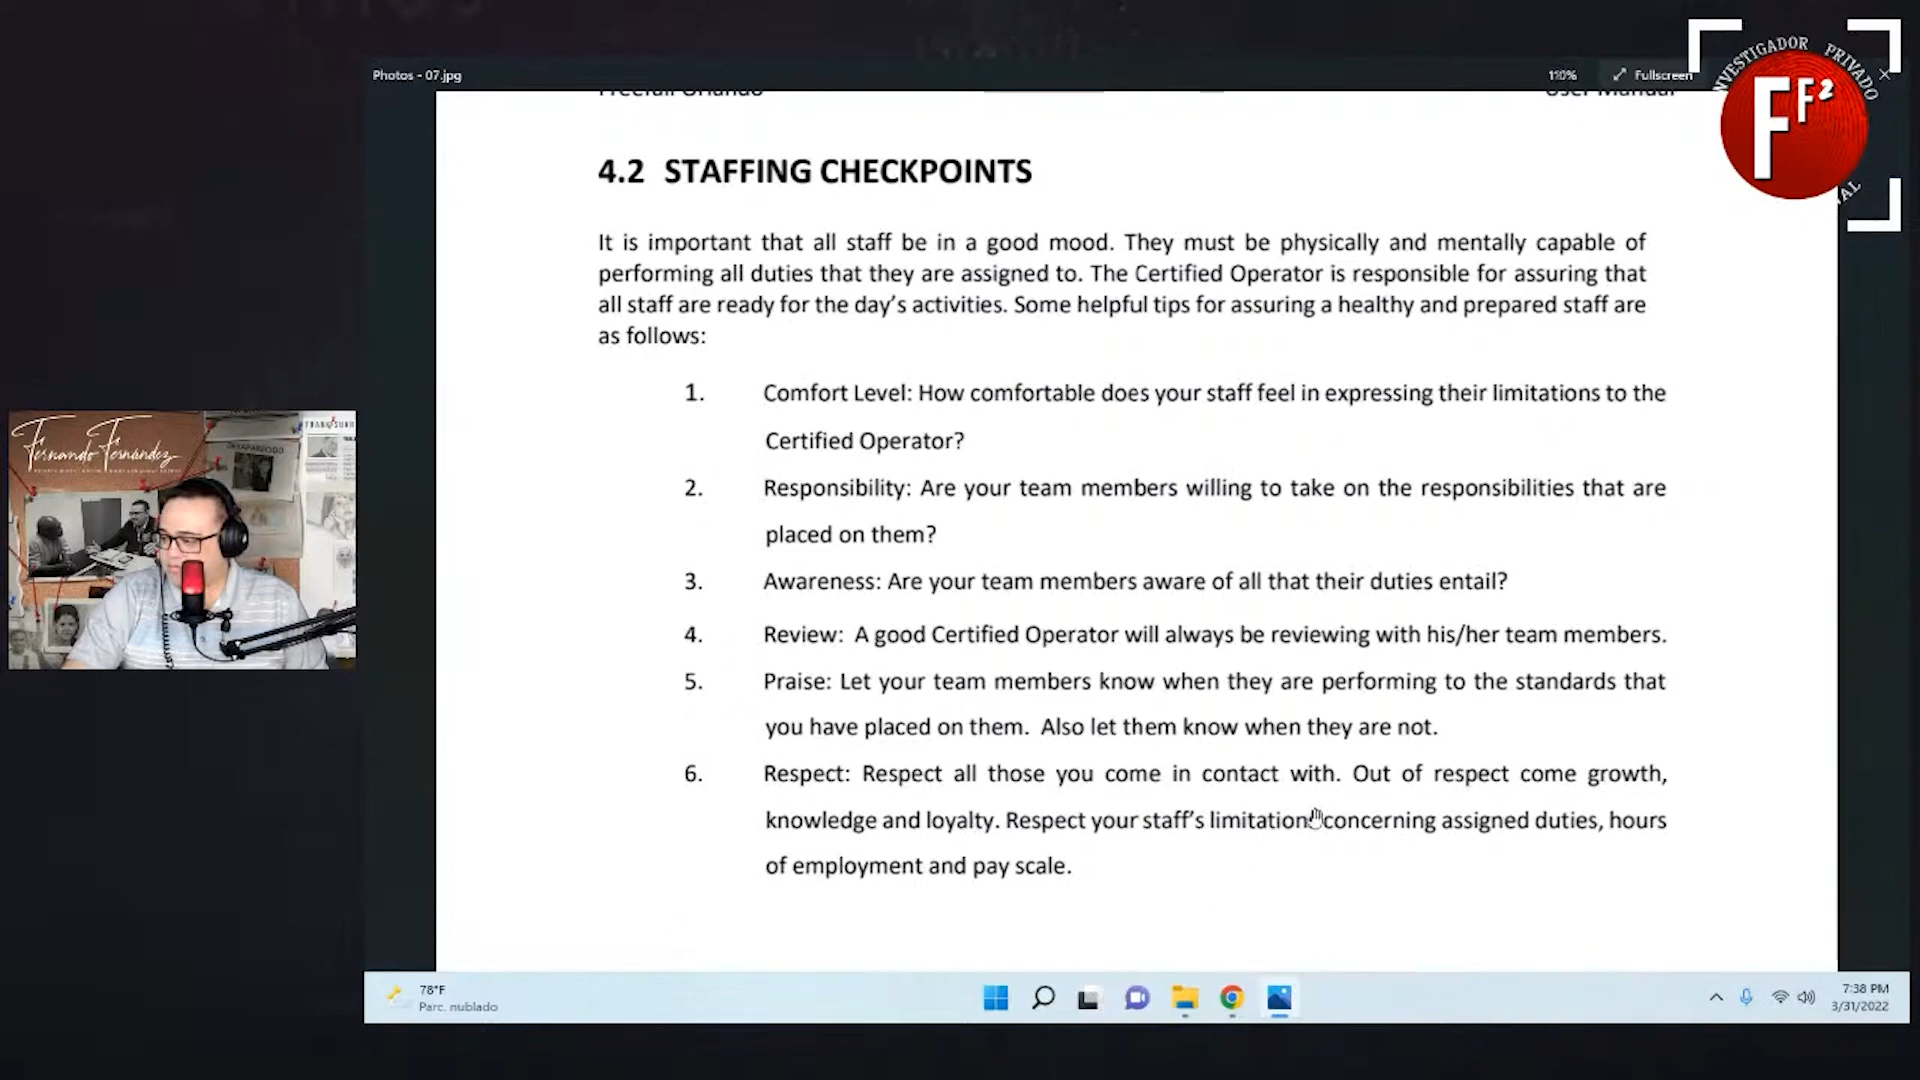 INVESTIGADOR PRIVADO
FF²
Photos - 07.jpg
110%
Fullscreen
Freefall Orlando
User Manual
4.2 STAFFING CHECKPOINTS
It is important that all staff be in a good mood. They must be physically and mentally capable of
performing all duties that they are assigned to. The Certified Operator is responsible for assuring that
all staff are ready for the day's activities. Some helpful tips for assuring a healthy and prepared staff are
as follows:
1. Comfort Level: How comfortable does your staff feel in expressing their limitations to the
Certified Operator?
2. Responsibility: Are your team members willing to take on the responsibilities that are
placed on them?
3. Awareness: Are your team members aware of all that their duties entail?
4. Review: A good Certified Operator will always be reviewing with his/her team members.
5. Praise: Let your team members know when they are performing to the standards that
you have placed on them. Also let them know when they are not.
6. Respect: Respect all those you come in contact with. Out of respect come growth,
knowledge and loyalty. Respect your staff's limitation concerning assigned duties, hours
of employment and pay scale.
Fernando Fernández
DESAPARECIDO
78°F
Parc. nublado
7:38 PM
3/31/2022